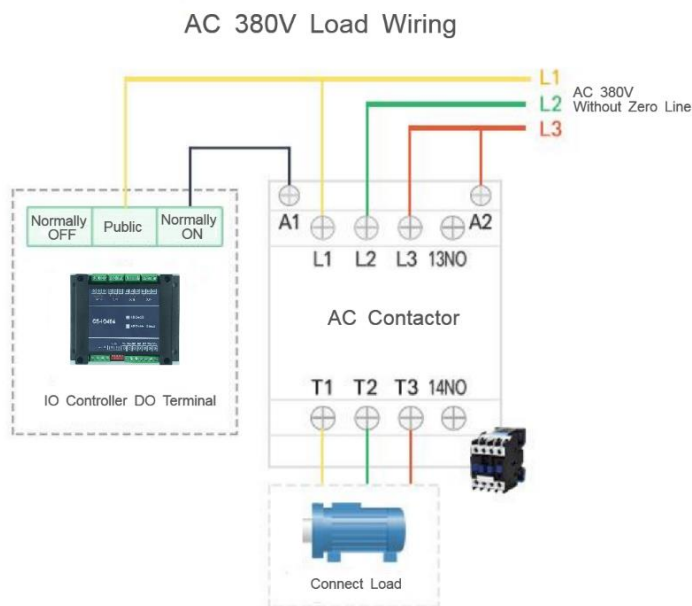 AC 380V Load Wiring
L1
L2
L3
AC 380V
Without Zero Line
Normally
OFF
Public
Normally
ON
A1
A2
L1 L2 L3 13NO
AC Contactor
T1 T2 T3 14NO
IO Controller DO Terminal
Connect Load